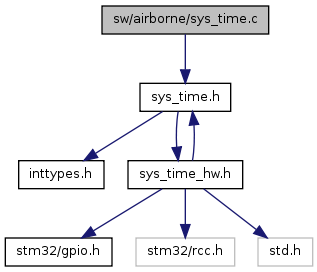 sw/airborne/sys_time.c
sys_time.h
inttypes.h
sys_time_hw.h
stm32/gpio.h
stm32/rcc.h
std.h